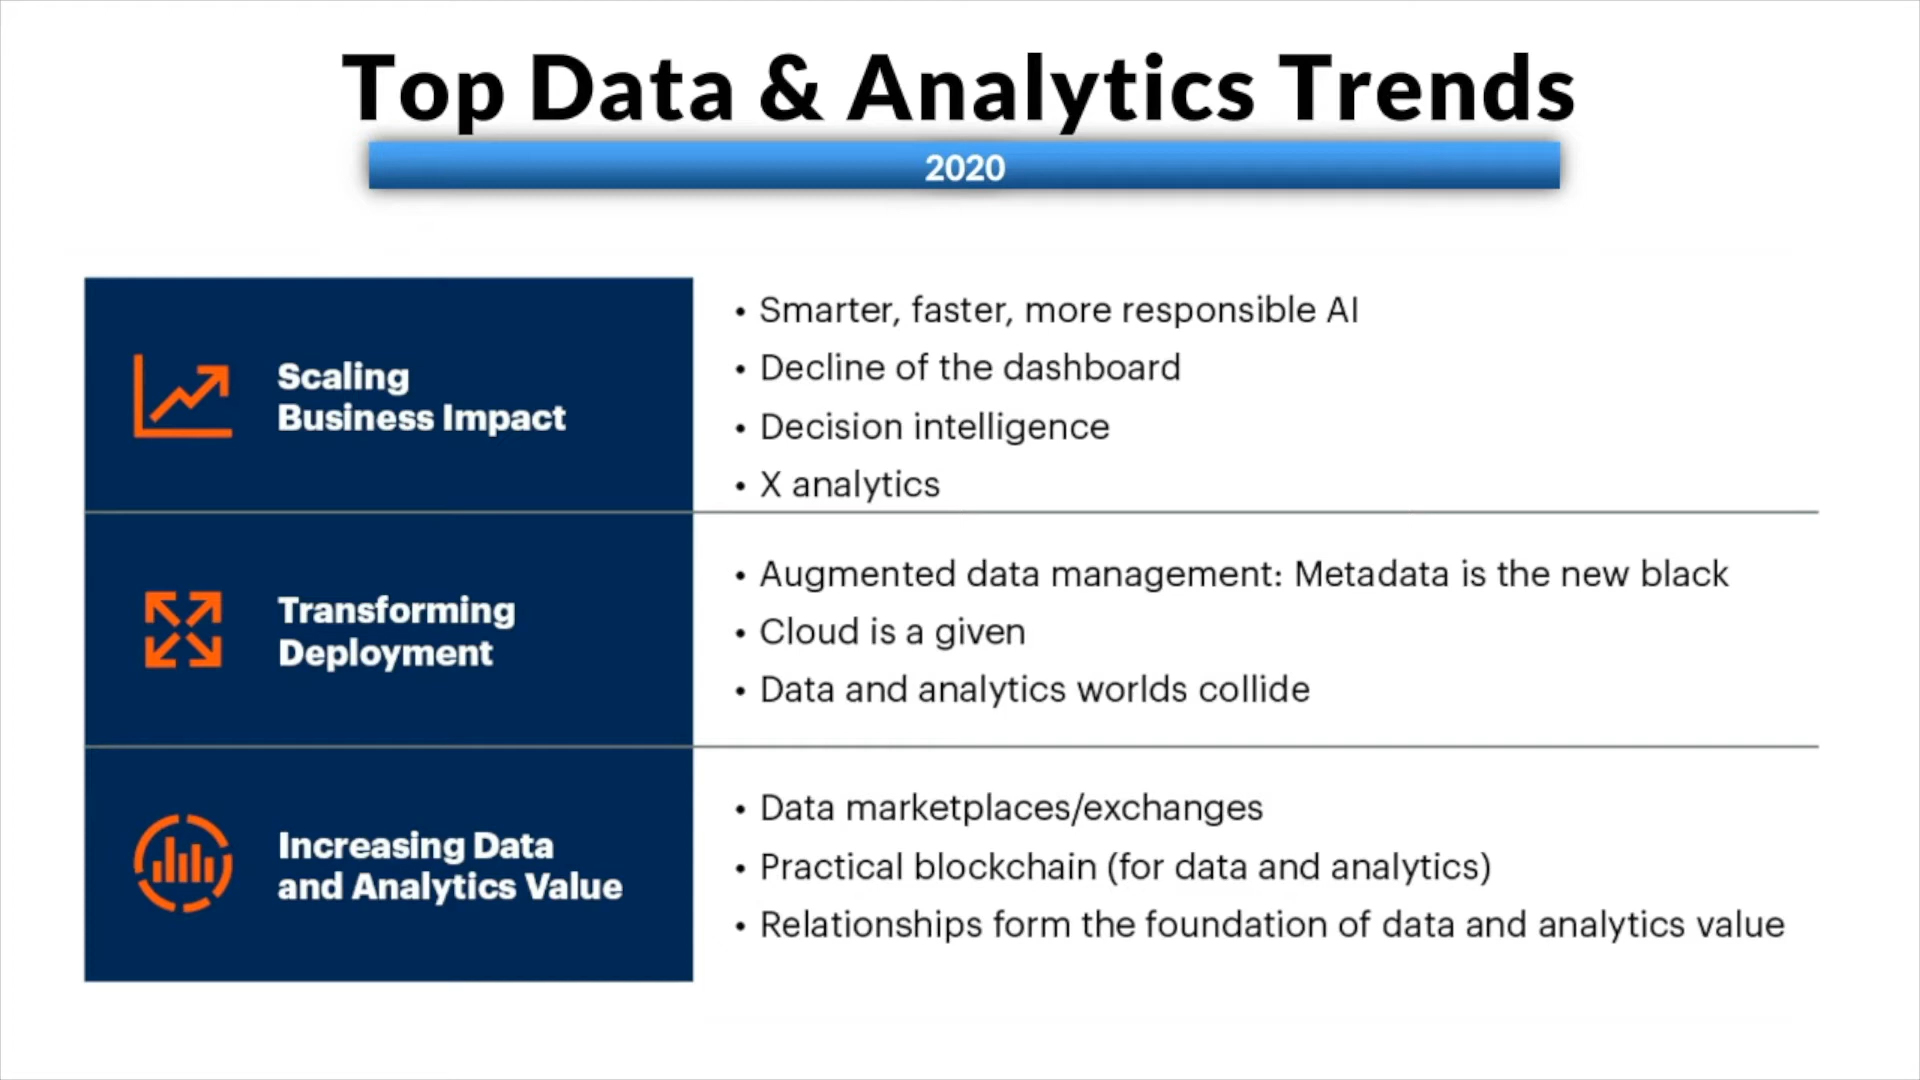 Top Data & Analytics Trends
2020
Scaling
Business Impact
• Smarter, faster, more responsible AI
• Decline of the dashboard
• Decision intelligence
• X analytics
Transforming
Deployment
• Augmented data management: Metadata is the new black
• Cloud is a given
• Data and analytics worlds collide
Increasing Data
and Analytics Value
• Data marketplaces/exchanges
• Practical blockchain (for data and analytics)
• Relationships form the foundation of data and analytics value